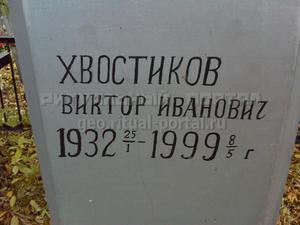 ХВОСТИКОВ
ВИКТОР ИВАНОВИЧ
1932 25/1 - 1999 8/5 г
geo.ritual-portal.ru